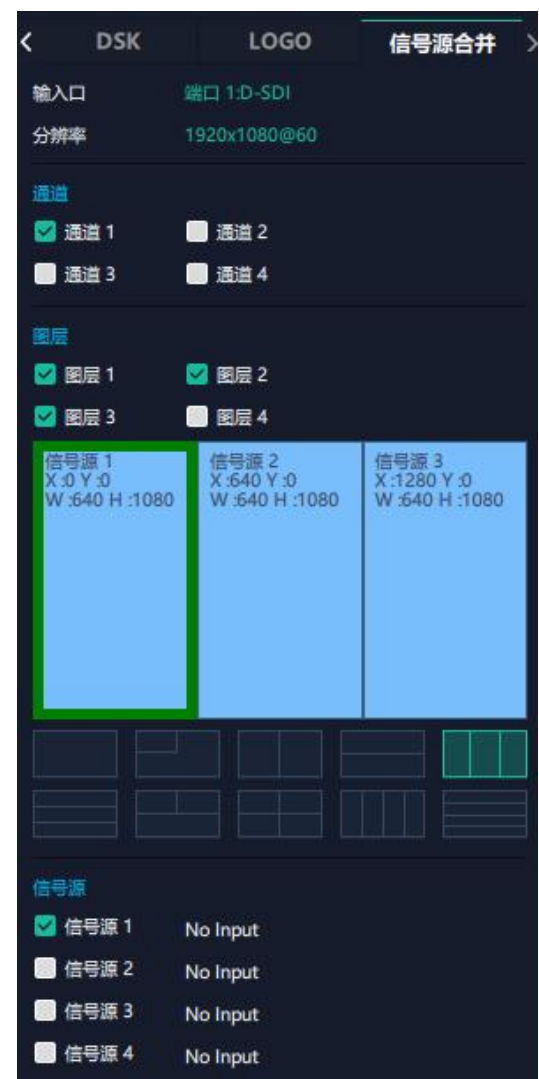 DSK LOGO 信号源合并
输入口 端口 1:D-SDI
分辨率 1920x1080@60
通道
通道 1 通道 2
通道 3 通道 4
图层
图层 1 图层 2
图层 3 图层 4
信号源 1 信号源 2 信号源 3
X :0 Y :0 X :640 Y :0 X :1280 Y :0
W :640 H :1080 W :640 H :1080 W :640 H :1080
信号源
信号源 1 No Input
信号源 2 No Input
信号源 3 No Input
信号源 4 No Input